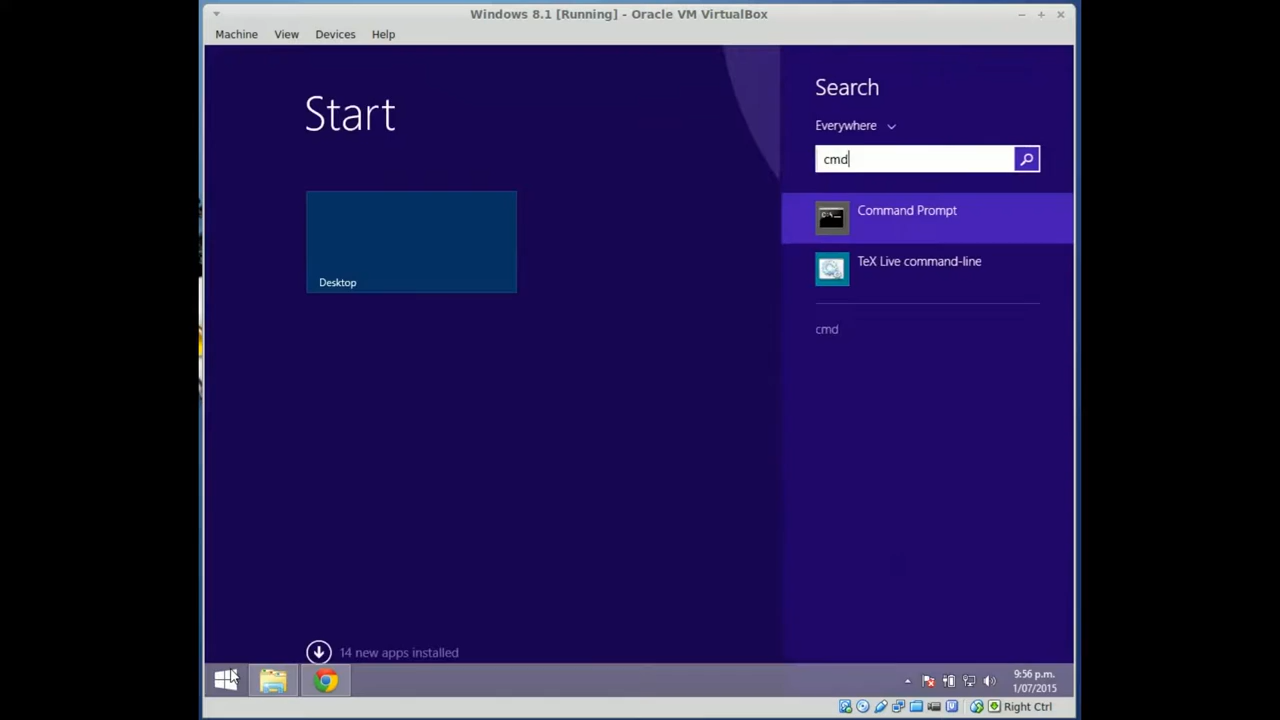 Windows 8.1 [Running] - Oracle VM VirtualBox
Machine View Devices Help
Start
Search
Everywhere
cmd
Command Prompt
TeX Live command-line
cmd
Desktop
14 new apps installed
9:56 p.m.
1/07/2015
Right Ctrl